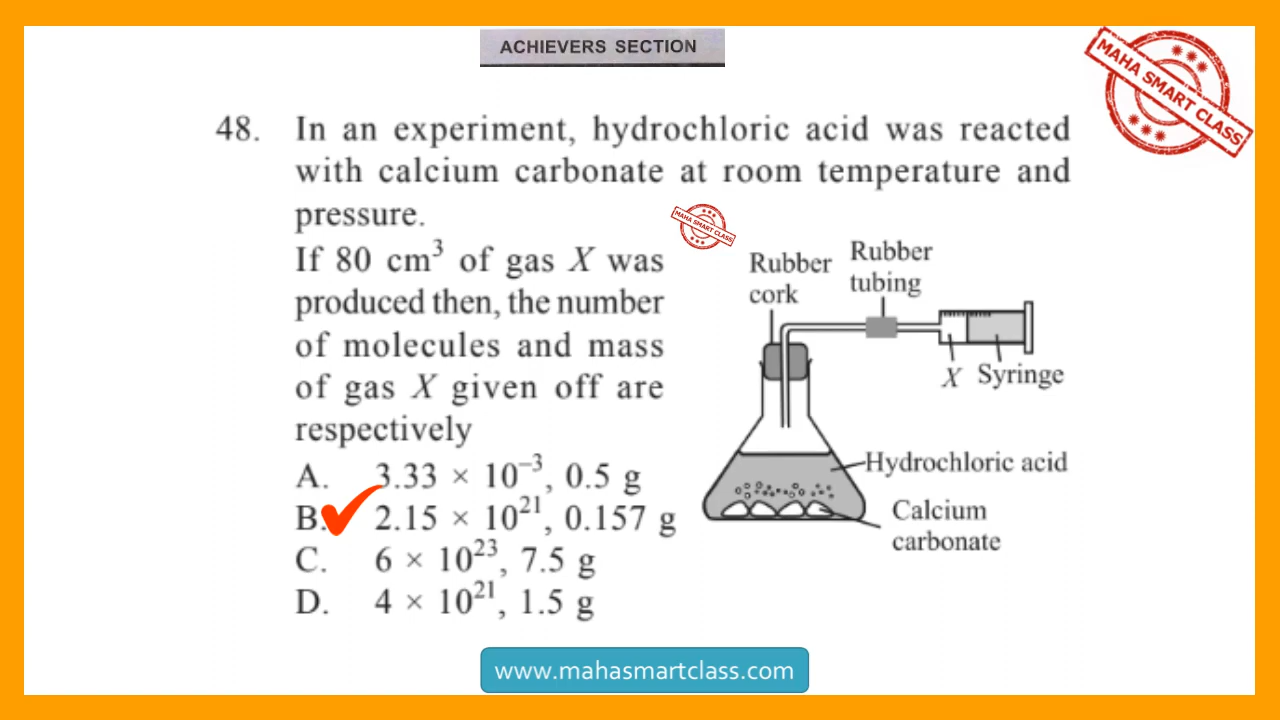 ACHIEVERS SECTION
MAHA SMART CLASS
48. In an experiment, hydrochloric acid was reacted
with calcium carbonate at room temperature and
pressure.
MAHA SMART CLASS
If 80 cm³ of gas X was
produced then, the number
of molecules and mass
of gas X given off are
respectively
A. 3.33 × 10⁻³, 0.5 g
B. 2.15 × 10²¹, 0.157 g
C. 6 × 10²³, 7.5 g
D. 4 × 10²¹, 1.5 g
Rubber
cork
Rubber
tubing
X
Syringe
Hydrochloric acid
Calcium
carbonate
www.mahasmartclass.com